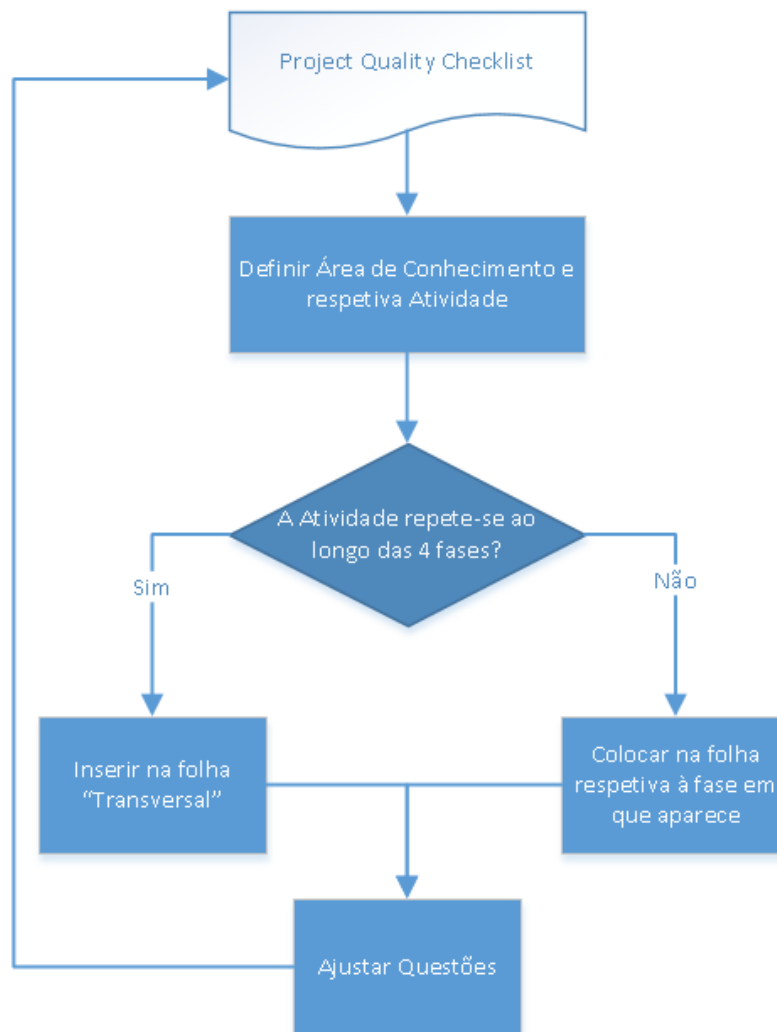 Project Quality Checklist
Definir Área de Conhecimento e
respetiva Atividade
A Atividade repete-se ao
longo das 4 fases?
Sim
Não
Inserir na folha
“Transversal”
Colocar na folha
respetiva à fase em
que aparece
Ajustar Questões